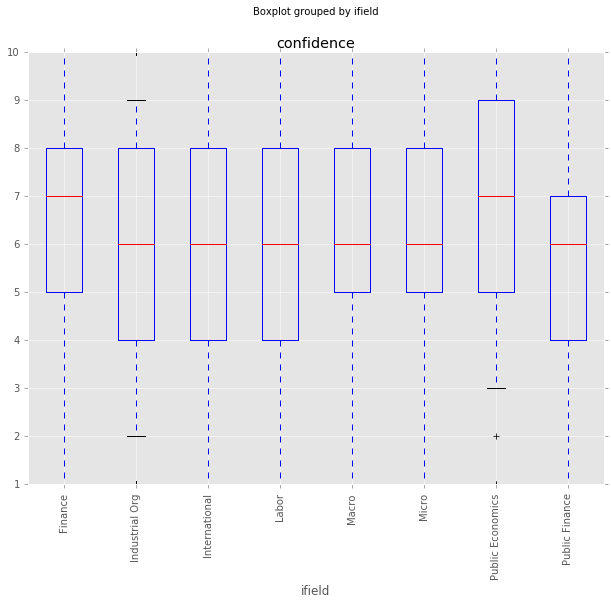 Boxplot grouped by ifield
confidence
10
9
8
7
6
5
4
3
2
1
Finance
Industrial Org
International
Labor
Macro
Micro
Public Economics
Public Finance
ifield